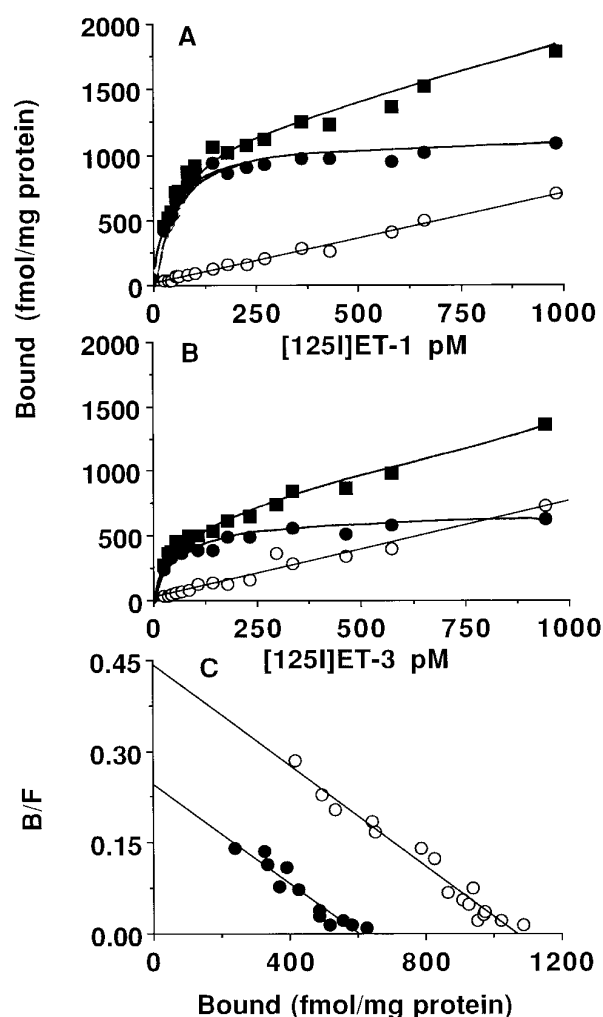 2000
A
1500
1000
500
0
0 250 500 750 1000
[125I]ET-1 pM
Bound (fmol/mg protein)
2000
B
1500
1000
500
0
0 250 500 750 1000
[125I]ET-3 pM
0.45
C
0.30
0.15
0.00
B/F
0 400 800 1200
Bound (fmol/mg protein)